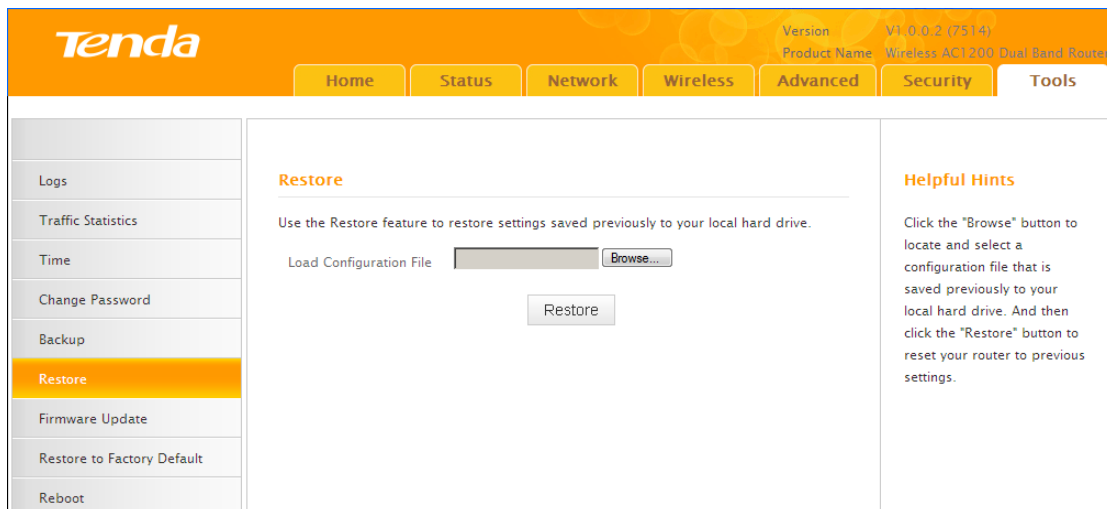 Tenda
Version V1.0.0.2 (7514)
Product Name Wireless AC1200 Dual Band Router
Home Status Network Wireless Advanced Security Tools
Logs
Traffic Statistics
Time
Change Password
Backup
Restore
Firmware Update
Restore to Factory Default
Reboot
Restore
Use the Restore feature to restore settings saved previously to your local hard drive.
Load Configuration File Browse...
Restore
Helpful Hints
Click the "Browse" button to
locate and select a
configuration file that is
saved previously to your
local hard drive. And then
click the "Restore" button to
reset your router to previous
settings.